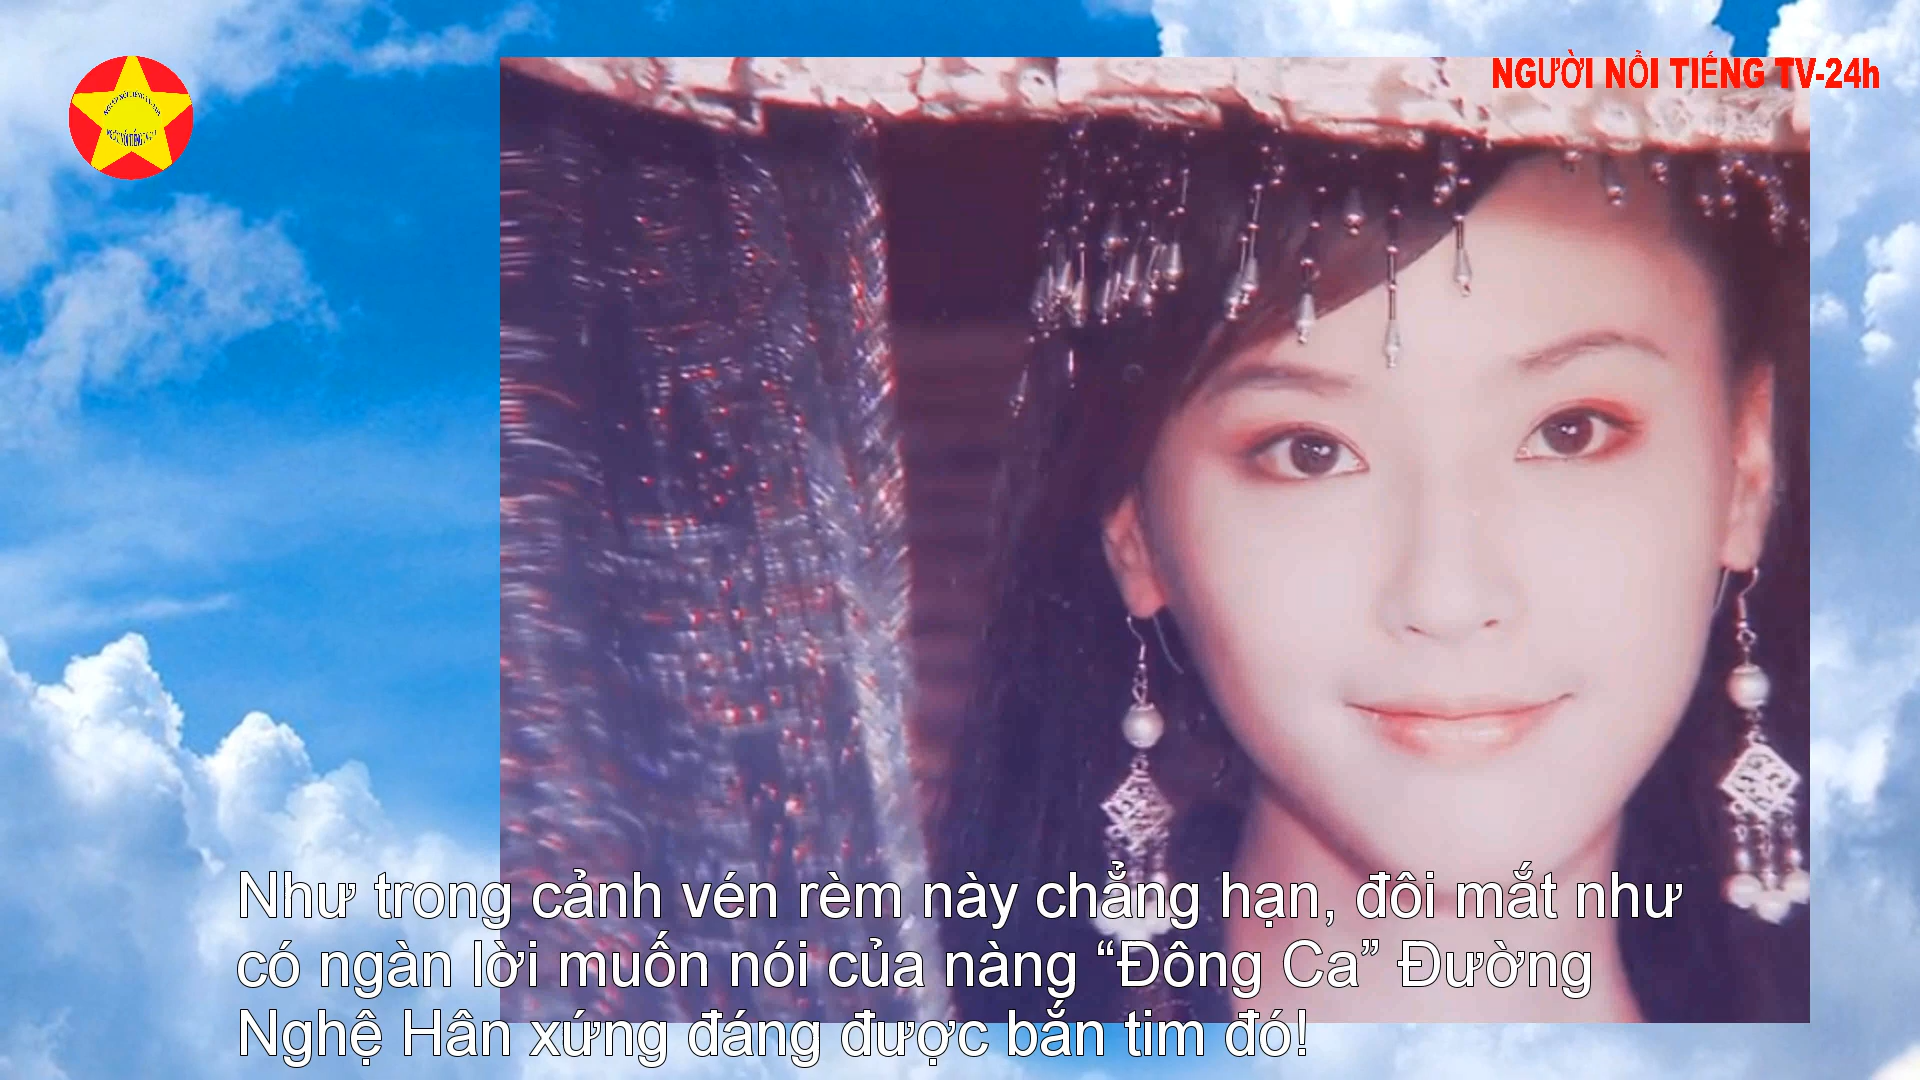 NGƯỜI NỔI TIẾNG TV-24h
Như trong cảnh vén rèm này chẳng hạn, đôi mắt như
có ngàn lời muốn nói của nàng “Đông Ca” Đường
Nghệ Hân xứng đáng được bắn tim đó!